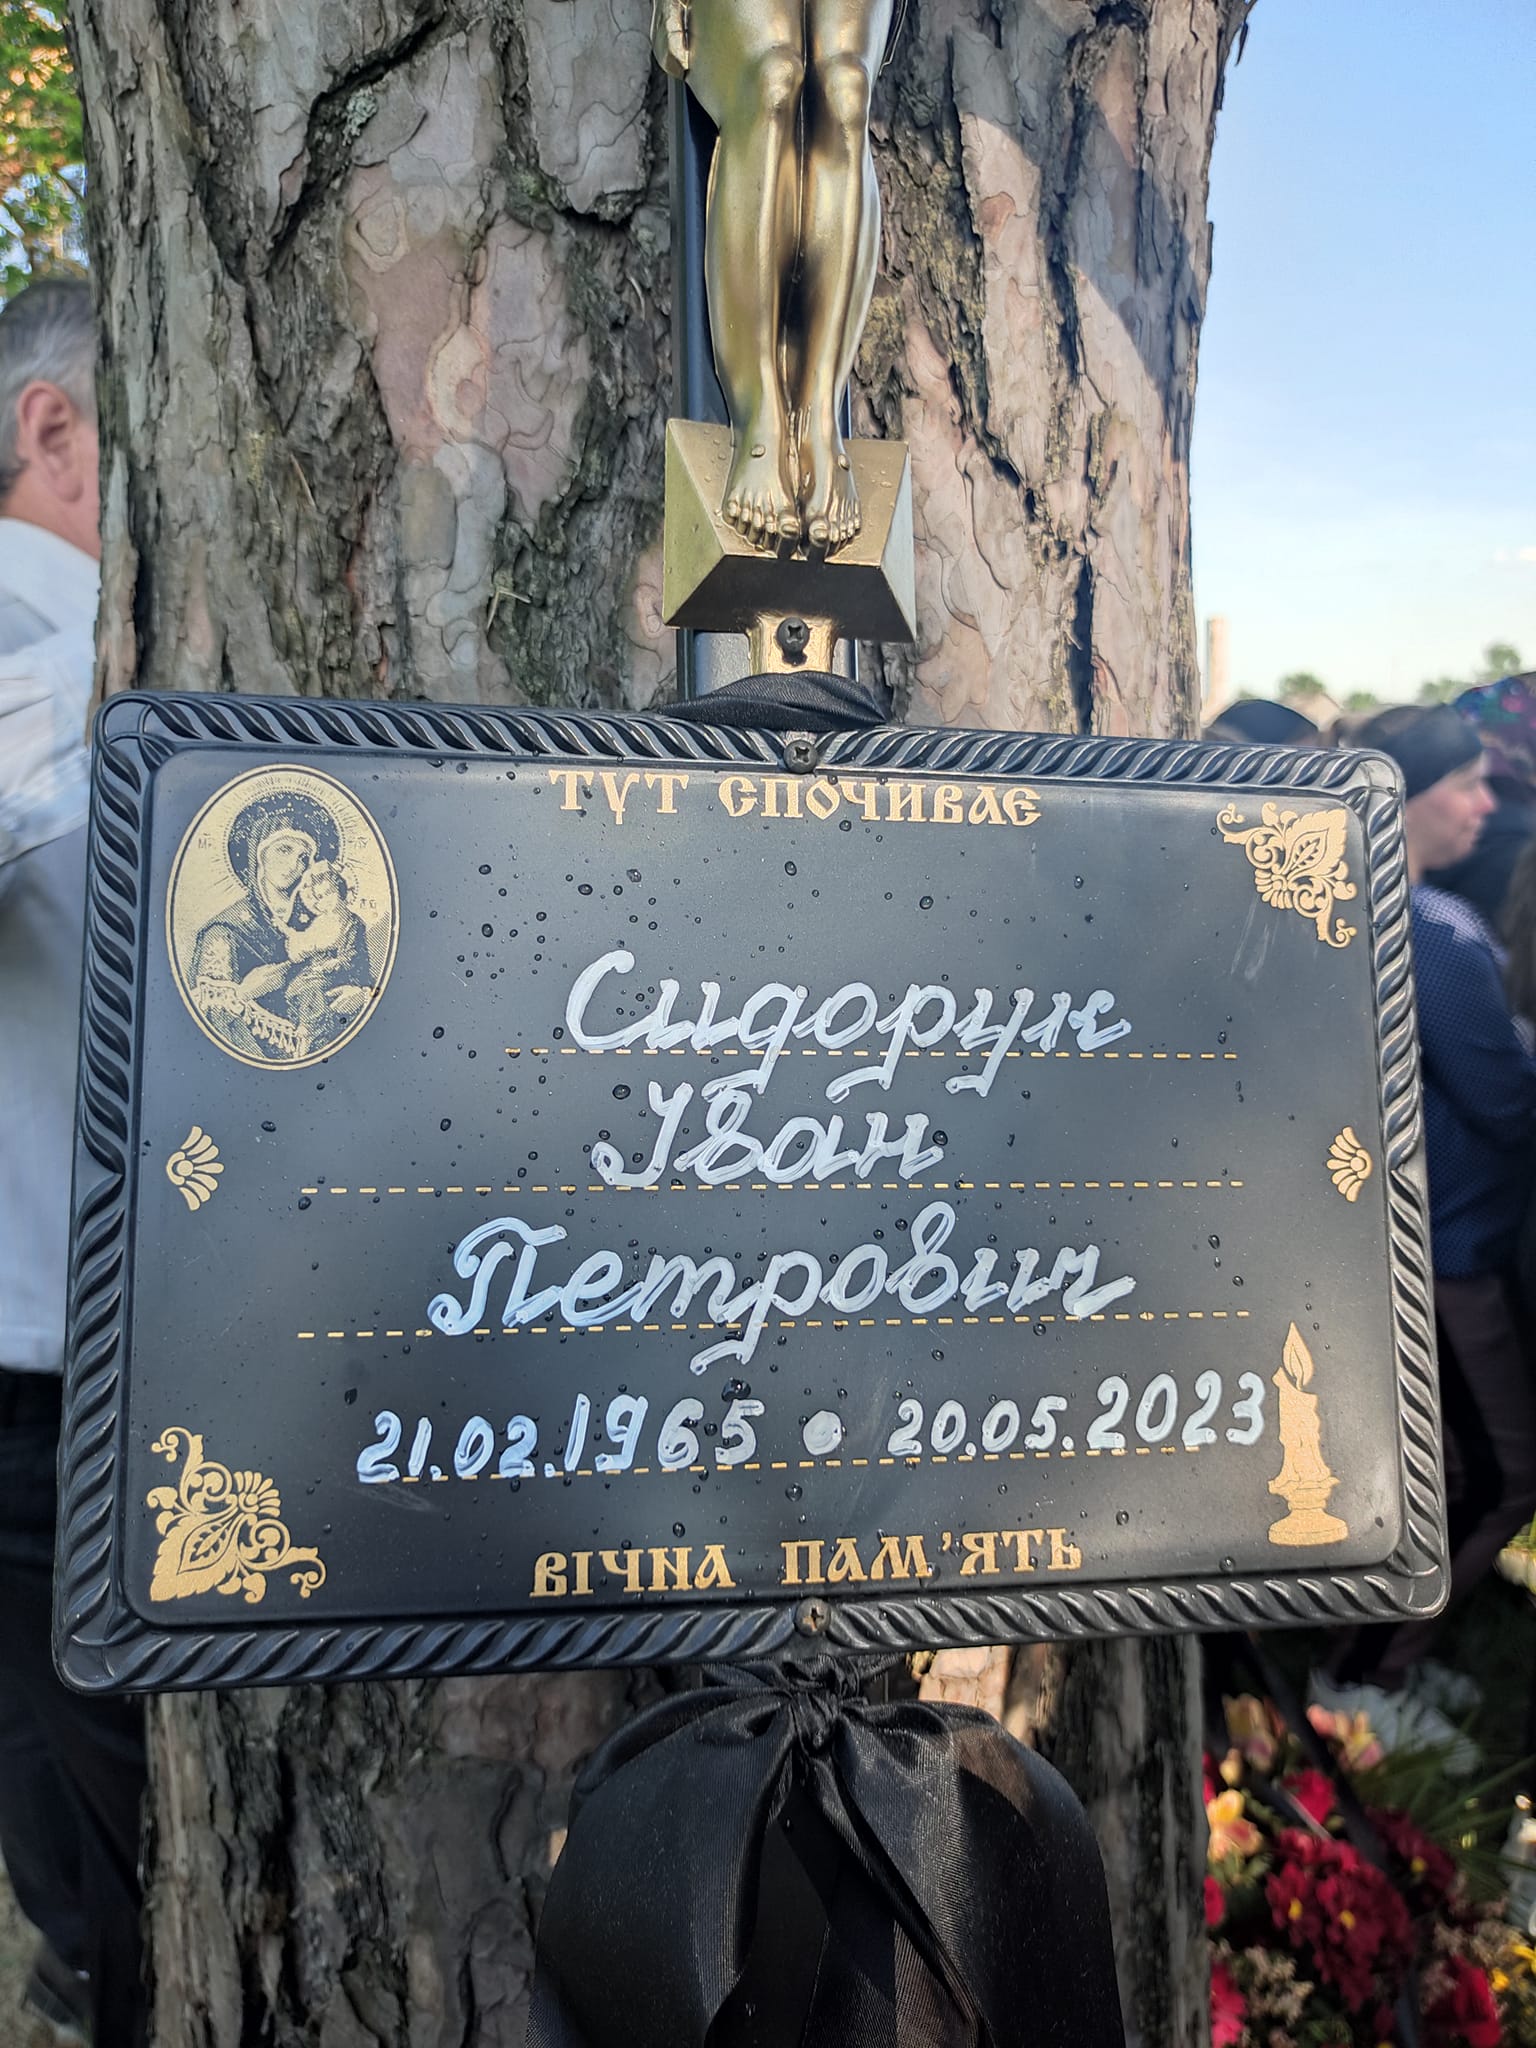 ТУТ СПОЧИВАЄ
Сидорук
Іван
Петрович
21.02.1965 • 20.05.2023
ВІЧНА ПАМ'ЯТЬ